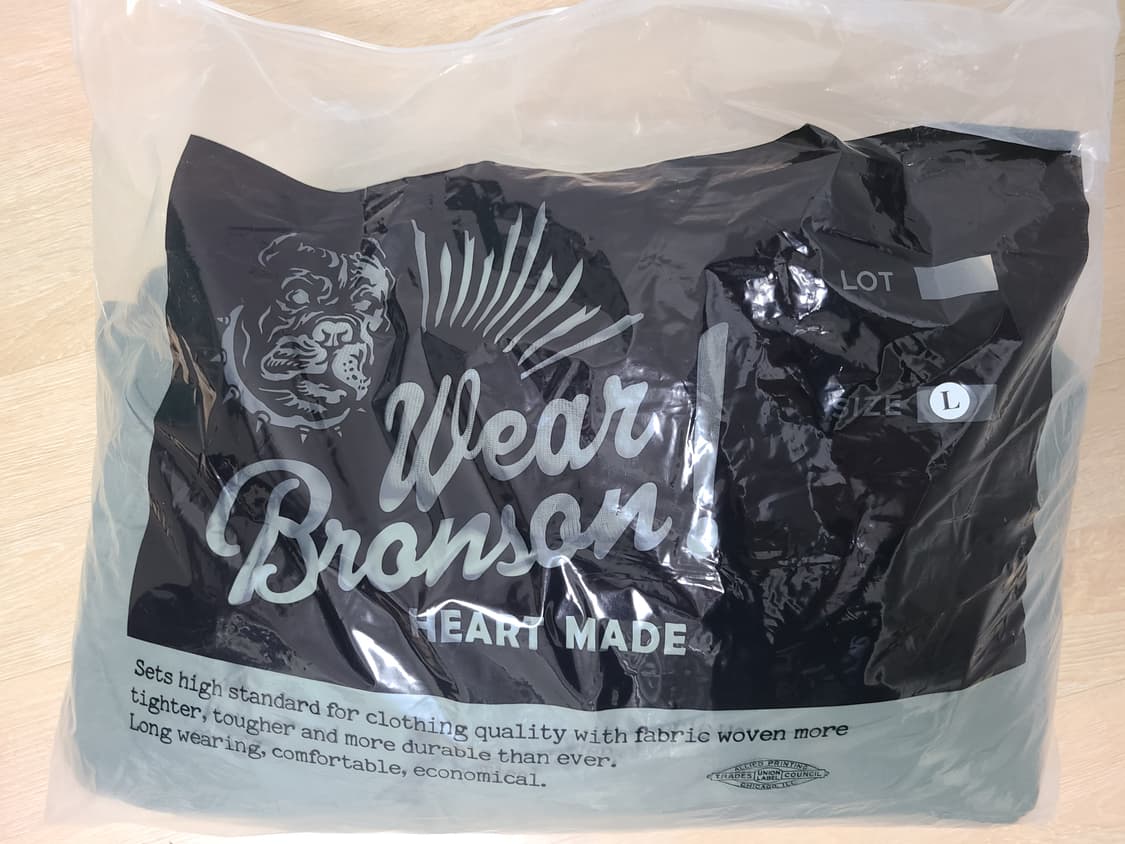 LOT
SIZE L
Wear
Bronson!
HEART MADE
Sets high standard for clothing quality with fabric woven more
tighter, tougher and more durable than ever.
Long wearing, comfortable, economical.
ALLIED PRINTING
TRADES UNION LABEL COUNCIL
CHICAGO, ILL